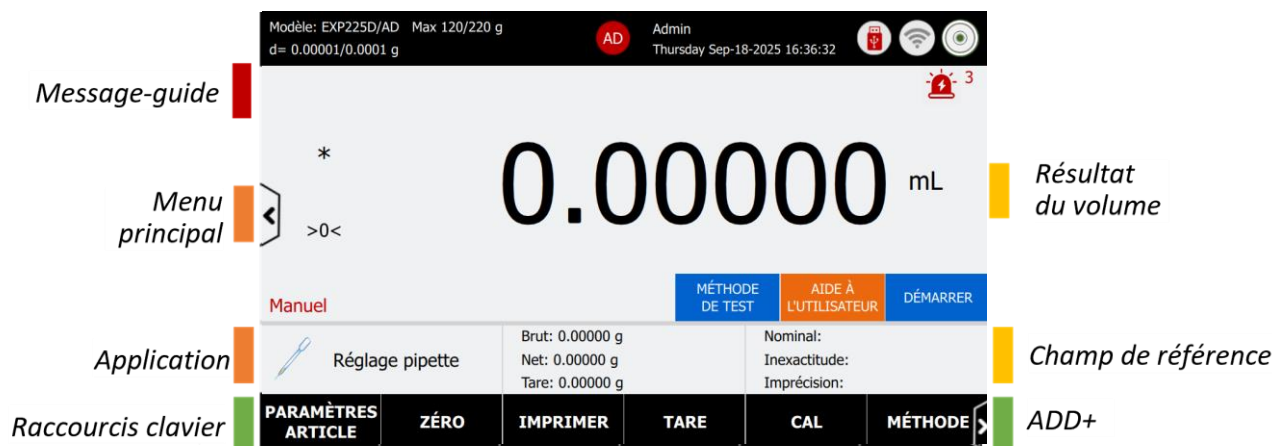 Modèle: EXP225D/AD Max 120/220 g
d= 0.00001/0.0001 g
AD
Admin
Thursday Sep-18-2025 16:36:32
Message-guide
3
*
0.00000 mL
>0<
Menu
principal
Résultat
du volume
Manuel
MÉTHODE
DE TEST
AIDE À
L'UTILISATEUR
DÉMARRER
Application
Réglage pipette
Brut: 0.00000 g
Net: 0.00000 g
Tare: 0.00000 g
Nominal:
Inexactitude:
Imprécision:
Champ de référence
Raccourcis clavier
PARAMÈTRES
ARTICLE
ZÉRO
IMPRIMER
TARE
CAL
MÉTHODE
ADD+